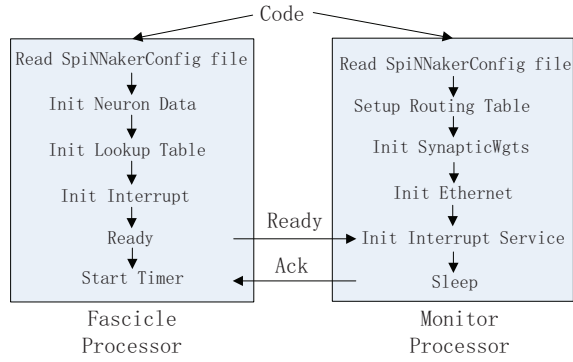 Code
Read SpiNNakerConfig file
Init Neuron Data
Init Lookup Table
Init Interrupt
Ready
Start Timer
Fascicle
Processor
Ready
Ack
Read SpiNNakerConfig file
Setup Routing Table
Init SynapticWgts
Init Ethernet
Init Interrupt Service
Sleep
Monitor
Processor